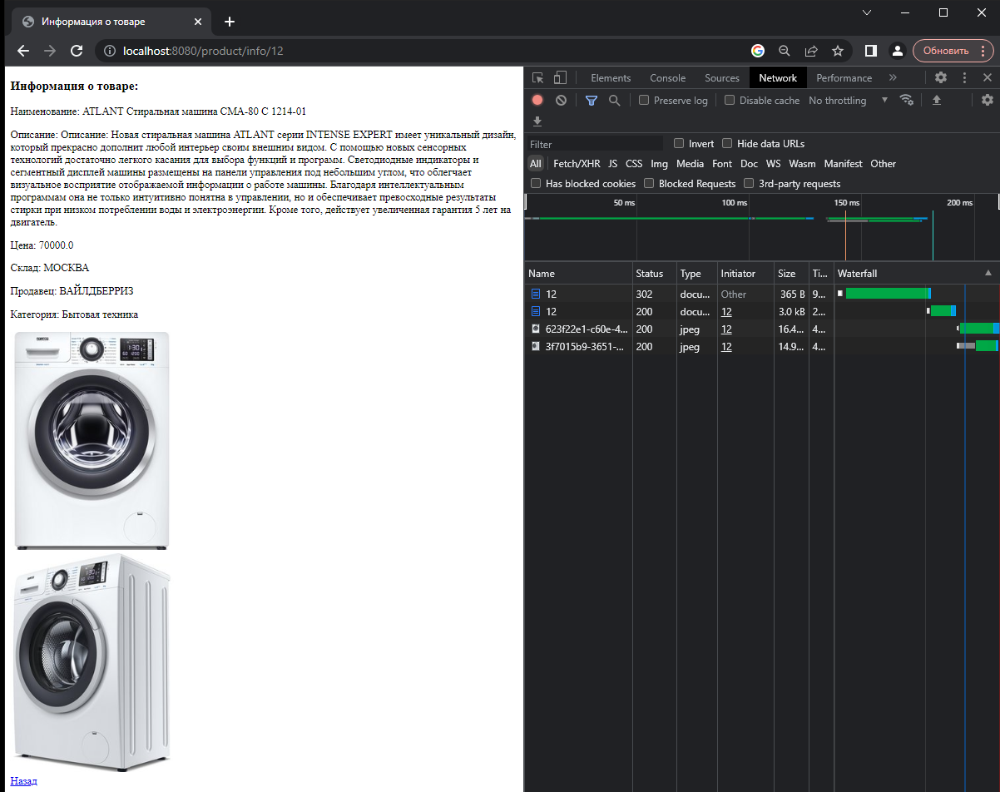 Информация о товаре
localhost:8080/product/info/12
Обновить
Информация о товаре:
Наименование: ATLANT Стиральная машина СМА-80 С 1214-01
Описание: Описание: Новая стиральная машина ATLANT серии INTENSE EXPERT имеет уникальный дизайн,
который прекрасно дополнит любой интерьер своим внешним видом. С помощью новых сенсорных
технологий достаточно легкого касания для выбора функций и программ. Светодиодные индикаторы и
сегментный дисплей машины размещены на панели управления под небольшим углом, что облегчает
визуальное восприятие отображаемой информации о работе машины. Благодаря интеллектуальным
программам она не только интуитивно понятна в управлении, но и обеспечивает превосходные результаты
стирки при низком потреблении воды и электроэнергии. Кроме того, действует увеличенная гарантия 5 лет на
двигатель.
Цена: 70000.0
Склад: МОСКВА
Продавец: ВАЙЛДБЕРРИЗ
Категория: Бытовая техника
ATLANT
1:30
Назад
Elements Console Sources Network Performance »
Preserve log Disable cache No throttling
Filter Invert Hide data URLs
All Fetch/XHR JS CSS Img Media Font Doc WS Wasm Manifest Other
Has blocked cookies Blocked Requests 3rd-party requests
50 ms 100 ms 150 ms 200 ms
Name Status Type Initiator Size Ti... Waterfall
12 302 docu... Other 365 B 9...
12 200 docu... 12 3.0 kB 2...
623f22e1-c60e-4... 200 jpeg 12 16.4... 4...
3f7015b9-3651-... 200 jpeg 12 14.9... 4...